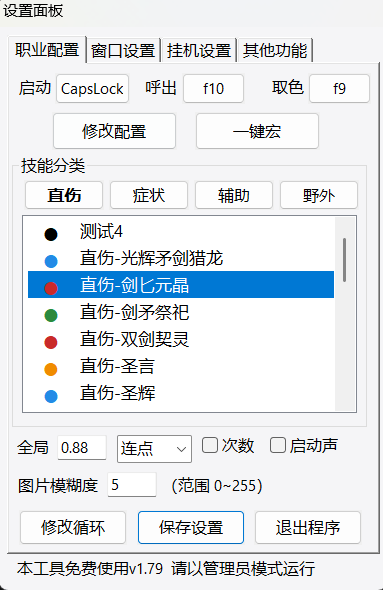 设置面板
职业配置 窗口设置 挂机设置 其他功能
启动 CapsLock 呼出 f10 取色 f9
修改配置 一键宏
技能分类
直伤 症状 辅助 野外
测试4
直伤-光辉矛剑猎龙
直伤-剑匕元晶
直伤-剑矛祭祀
直伤-双剑契灵
直伤-圣言
直伤-圣辉
全局 0.88 连点 次数 启动声
图片模糊度 5 （范围 0~255）
修改循环 保存设置 退出程序
本工具免费使用v1.79 请以管理员模式运行